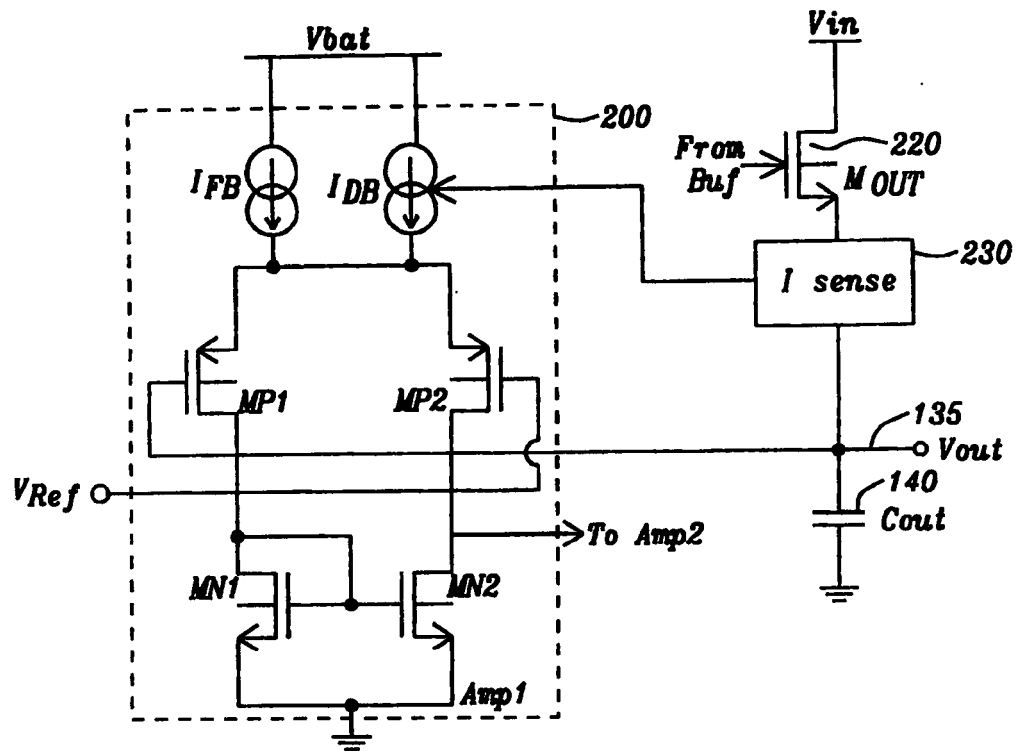 Vbat
Vin
200
From
Buf
220
MOUT
IFB
IDB
230
I sense
MP1
MP2
135
Vout
VRef
140
Cout
To Amp2
MN1
MN2
Amp1